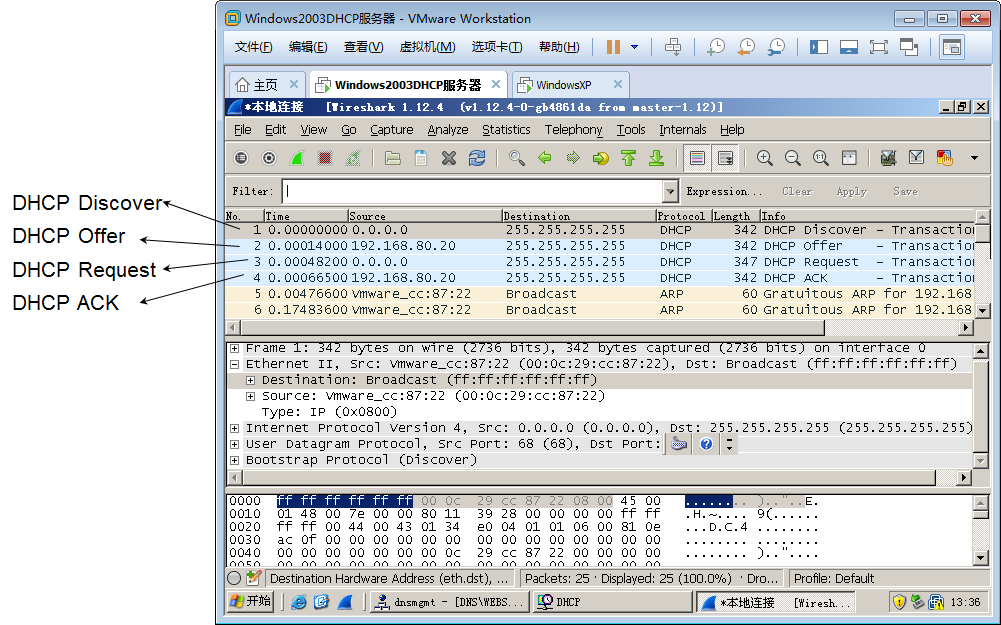 Windows2003DHCP服务器 - VMware Workstation
文件(F) 编辑(E) 查看(V) 虚拟机(M) 选项卡(T) 帮助(H)
主页 Windows2003DHCP服务器 WindowsXP
*本地连接 [Wireshark 1.12.4 (v1.12.4-0-gb4861da from master-1.12)]
File Edit View Go Capture Analyze Statistics Telephony Tools Internals Help
Filter: Expression... Clear Apply Save
No. Time Source Destination Protocol Length Info
DHCP Discover
1 0.00000000 0.0.0.0 255.255.255.255 DHCP 342 DHCP Discover - Transaction
DHCP Offer
2 0.00014000 192.168.80.20 255.255.255.255 DHCP 342 DHCP Offer - Transaction
DHCP Request
3 0.00048200 0.0.0.0 255.255.255.255 DHCP 347 DHCP Request - Transaction
DHCP ACK
4 0.00066500 192.168.80.20 255.255.255.255 DHCP 342 DHCP ACK - Transaction
5 0.00476600 Vmware_cc:87:22 Broadcast ARP 60 Gratuitous ARP for 192.168
6 0.17483600 Vmware_cc:87:22 Broadcast ARP 60 Gratuitous ARP for 192.168
Frame 1: 342 bytes on wire (2736 bits), 342 bytes captured (2736 bits) on interface 0
Ethernet II, Src: Vmware_cc:87:22 (00:0c:29:cc:87:22), Dst: Broadcast (ff:ff:ff:ff:ff:ff)
Destination: Broadcast (ff:ff:ff:ff:ff:ff)
Source: Vmware_cc:87:22 (00:0c:29:cc:87:22)
Type: IP (0x0800)
Internet Protocol Version 4, Src: 0.0.0.0 (0.0.0.0), Dst: 255.255.255.255 (255.255.255.255)
User Datagram Protocol, Src Port: 68 (68), Dst Port:
Bootstrap Protocol (Discover)
0000 ff ff ff ff ff ff 00 0c 29 cc 87 22 08 00 45 00 ........ )..".. E.
0010 01 48 00 7e 00 00 80 11 39 28 00 00 00 00 ff ff .H.~.... 9(......
0020 ff ff 00 44 00 43 01 34 e0 04 01 01 06 00 81 0e ...D.C.4 ........
0030 ac 0f 00 00 00 00 00 00 00 00 00 00 00 00 00 00 ........ ........
0040 00 00 00 00 00 00 00 0c 29 cc 87 22 00 00 00 00 ........ ).."....
Destination Hardware Address (eth.dst), ... Packets: 25 · Displayed: 25 (100.0%) · Dro... Profile: Default
开始 dnsmgmt - [DNS\WEBS... DHCP *本地连接 [Wiresh... 13:36